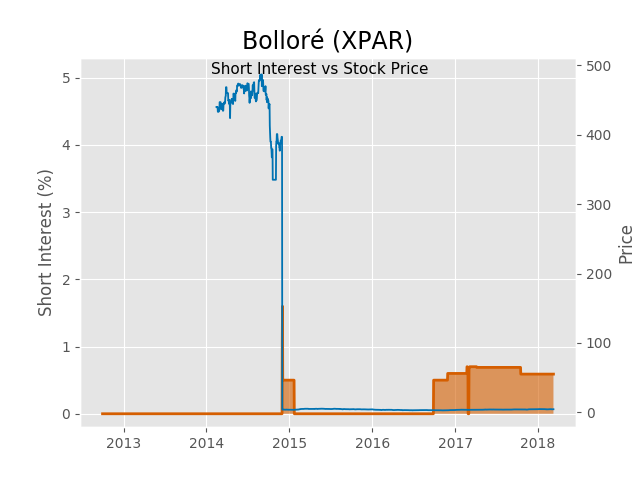 Bolloré (XPAR)
Short Interest vs Stock Price
Short Interest (%)
5
4
3
2
1
0
500
400
300
200
100
0
Price
2013 2014 2015 2016 2017 2018